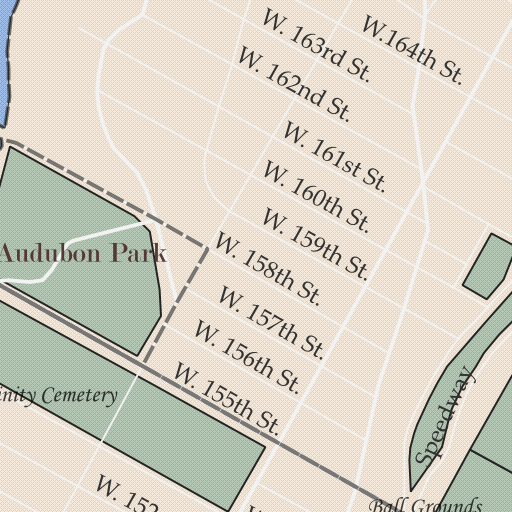 W. 163rd St.
W. 164th St.
W. 162nd St.
W. 161st St.
W. 160th St.
W. 159th St.
Audubon Park
W. 158th St.
W. 157th St.
W. 156th St.
W. 155th St.
Cemetery
Speedway
W. 152
Ball Grounds